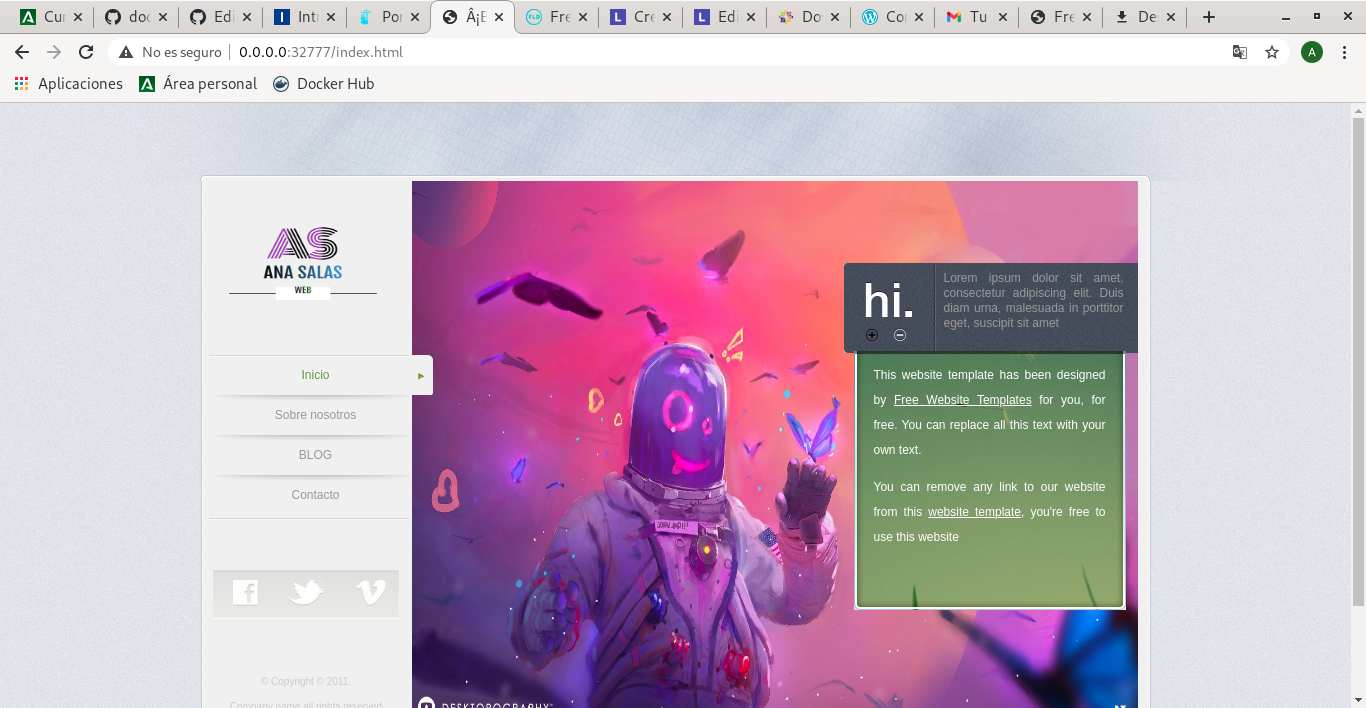 Cur
doc
Edi
Intr
Por
Â¡E
Fre
Cre
Edi
Dov
Cor
Tu
Fre
De
No es seguro
0.0.0.0:32777/index.html
A
Aplicaciones
Área personal
Docker Hub
AS
ANA SALAS
WEB
Inicio
Sobre nosotros
BLOG
Contacto
© Copyright © 2011.
Company name all rights reserved
hi.
Lorem ipsum dolor sit amet,
consectetur adipiscing elit. Duis
diam urna, malesuada in porttitor
eget, suscipit sit amet
This website template has been designed
by Free Website Templates for you, for
free. You can replace all this text with your
own text.
You can remove any link to our website
from this website template, you're free to
use this website
DESKTOPOGRAPHY